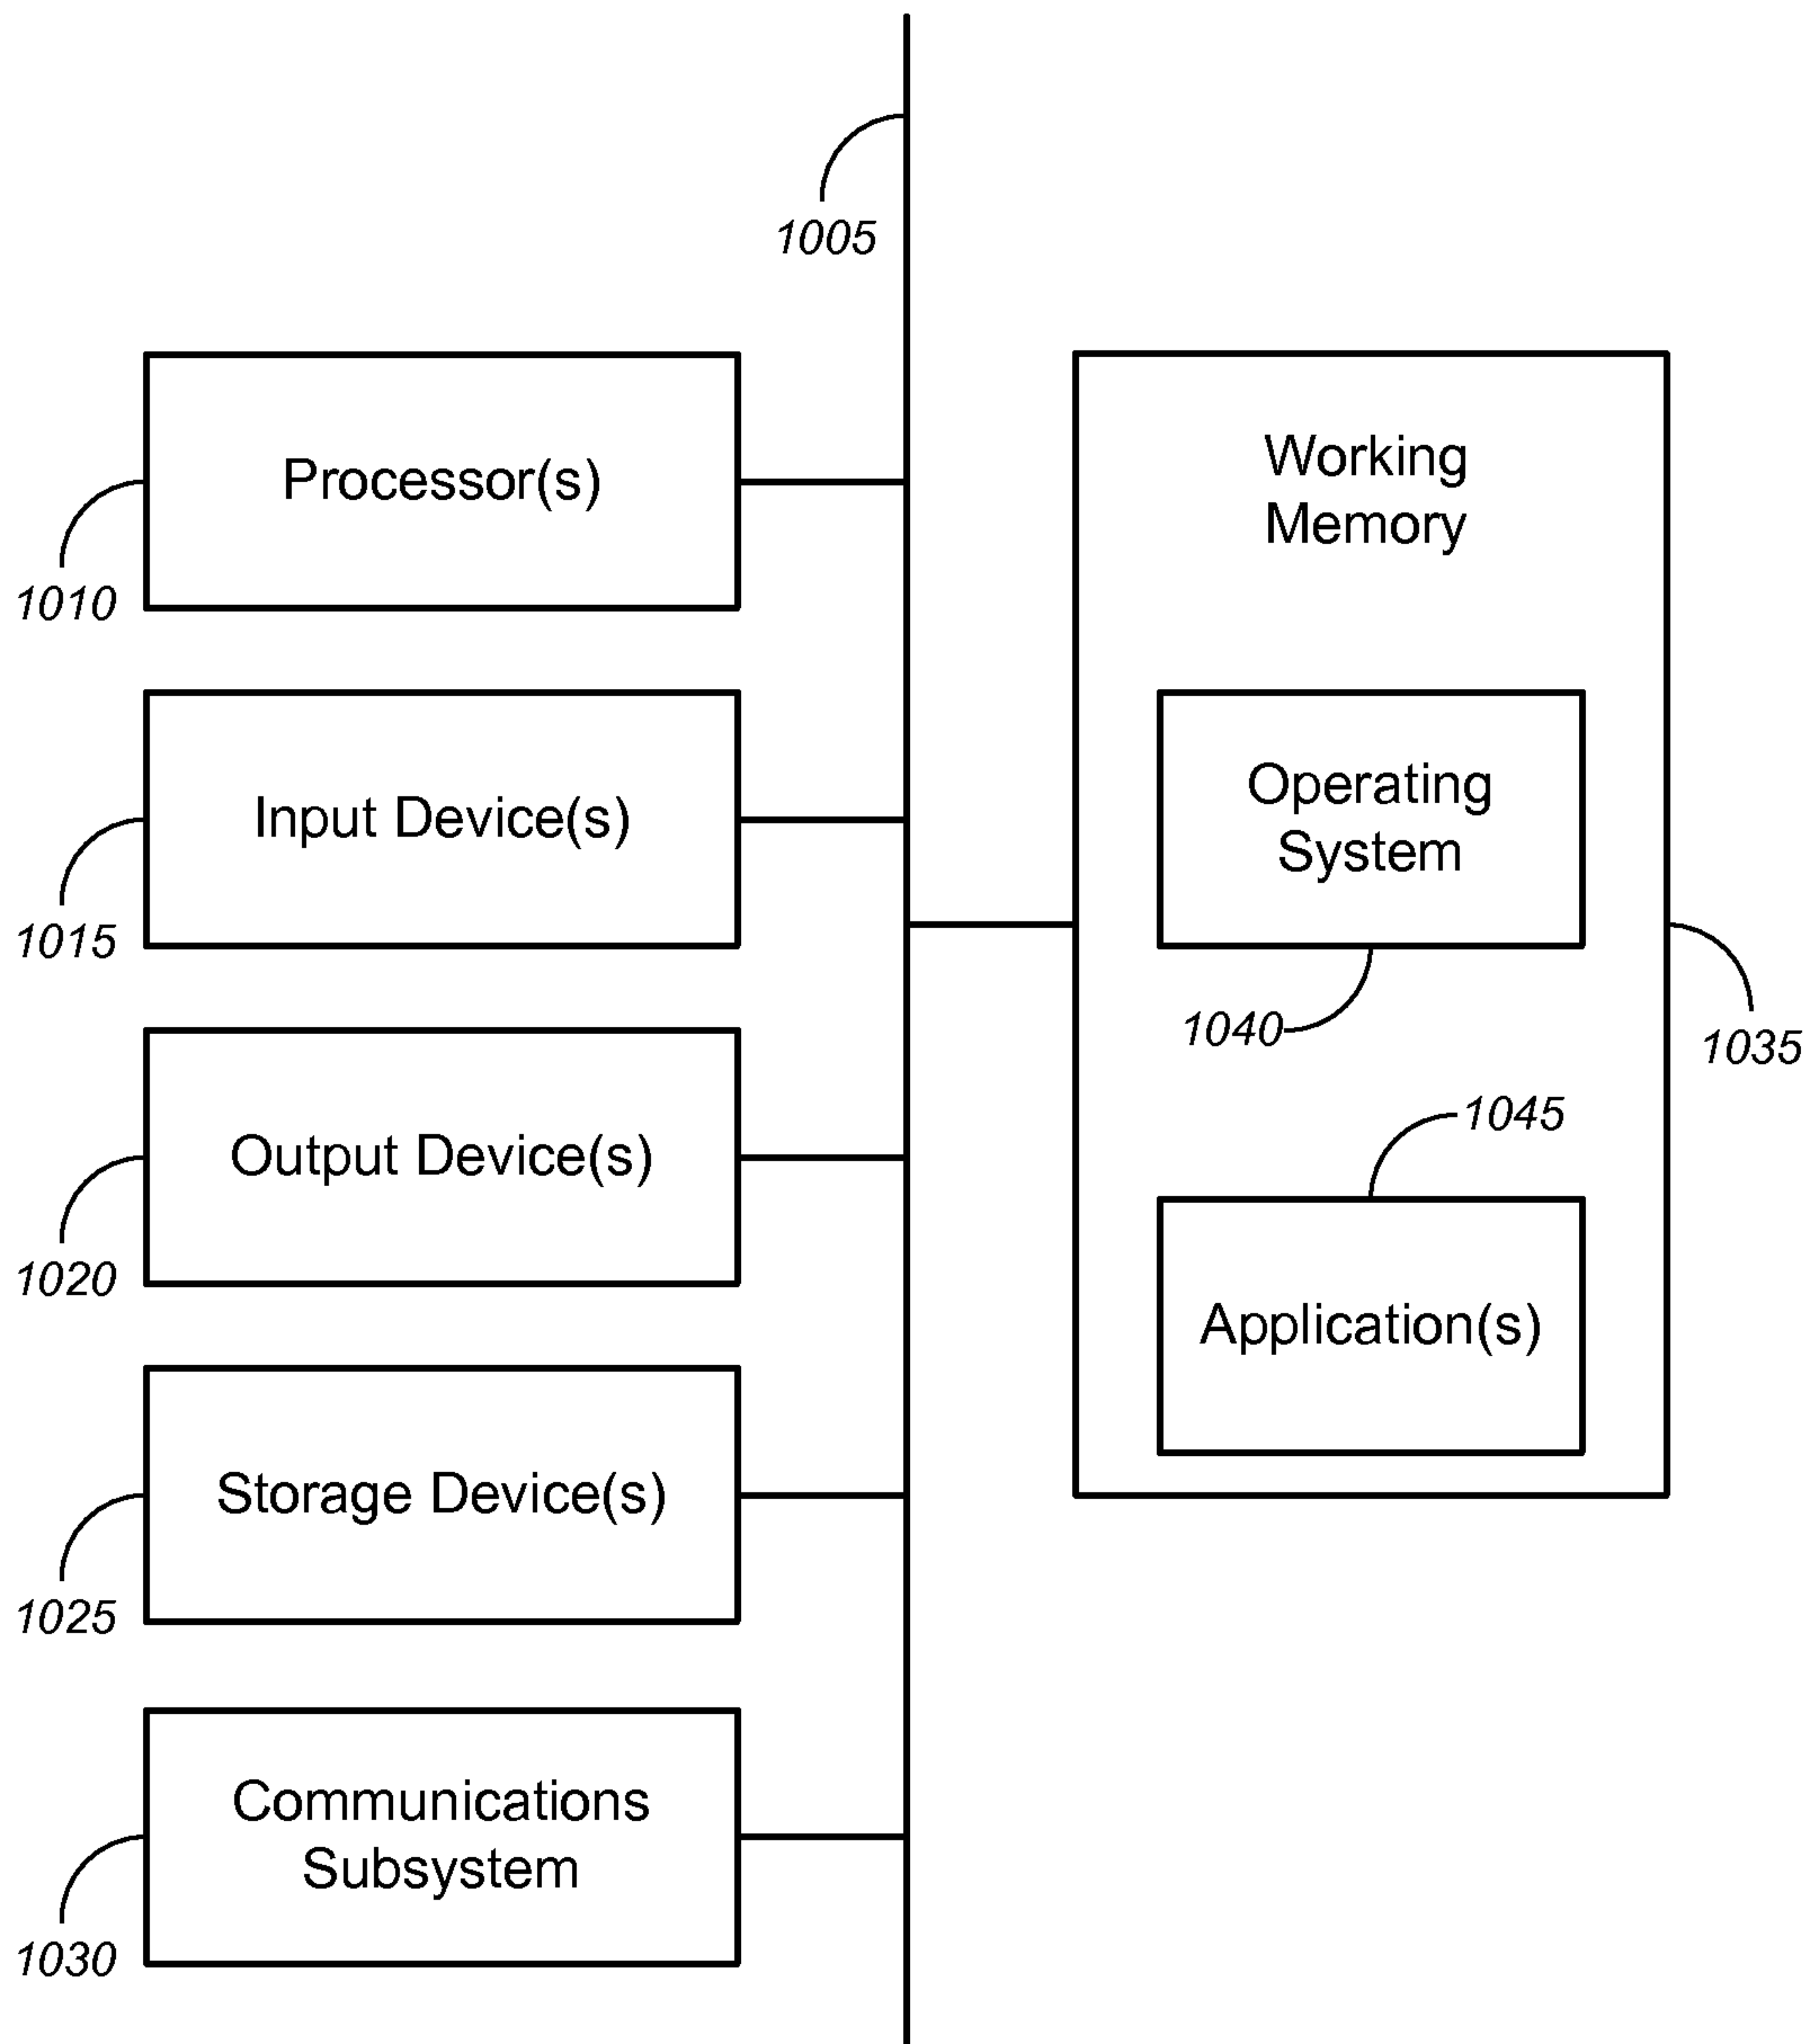 1005
Processor(s)
1010
Input Device(s)
1015
Output Device(s)
1020
Storage Device(s)
1025
Communications
Subsystem
1030
Working
Memory
Operating
System
1040
1035
1045
Application(s)